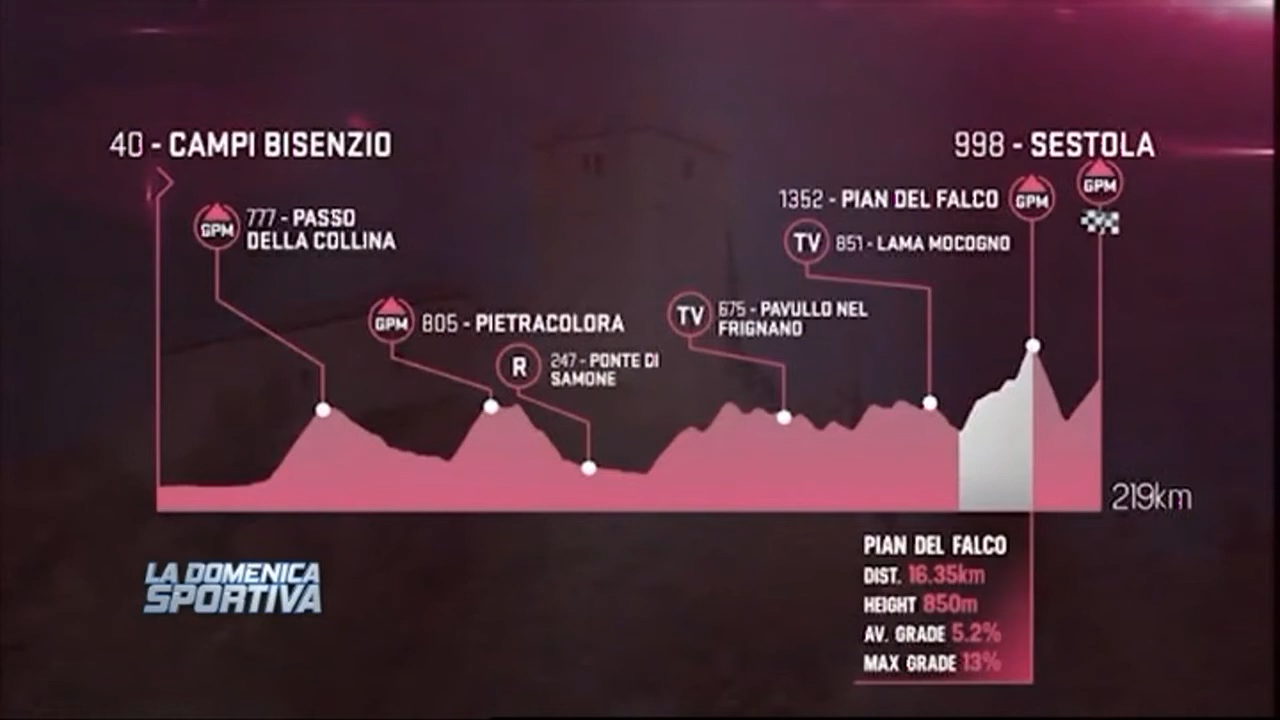 40 - CAMPI BISENZIO
998 - SESTOLA
GPM
777 - PASSO
DELLA COLLINA
1352 - PIAN DEL FALCO
GPM
GPM
TV
851 - LAMA MOCOGNO
GPM
805 - PIETRACOLORA
TV
675 - PAVULLO NEL
FRIGNANO
R
247 - PONTE DI
SAMONE
219km
PIAN DEL FALCO
DIST. 16.35km
HEIGHT 850m
AV. GRADE 5.2%
MAX GRADE 13%
LA DOMENICA
SPORTIVA